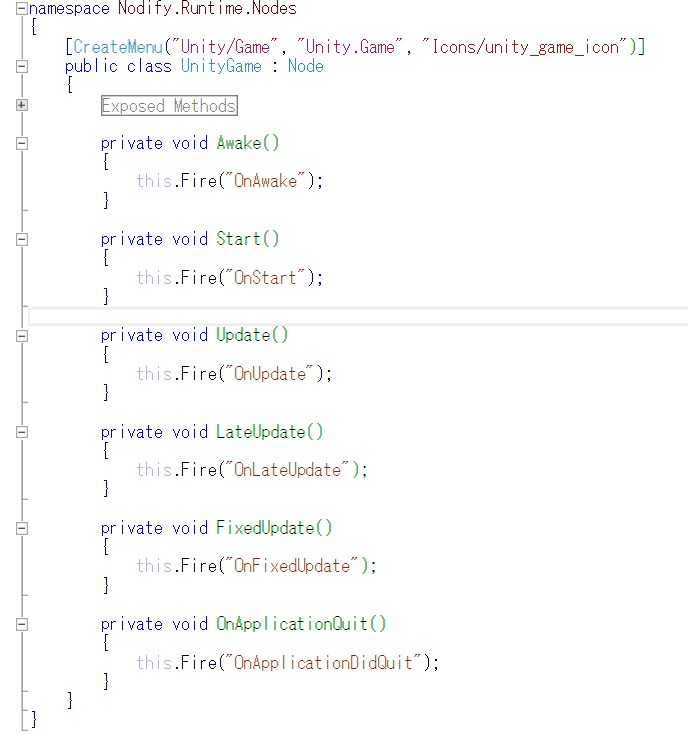 namespace Nodify.Runtime.Nodes
{
[CreateMenu("Unity/Game", "Unity.Game", "Icons/unity_game_icon")]
public class UnityGame : Node
{
Exposed Methods
private void Awake()
{
this.Fire("OnAwake");
}
private void Start()
{
this.Fire("OnStart");
}
private void Update()
{
this.Fire("OnUpdate");
}
private void LateUpdate()
{
this.Fire("OnLateUpdate");
}
private void FixedUpdate()
{
this.Fire("OnFixedUpdate");
}
private void OnApplicationQuit()
{
this.Fire("OnApplicationDidQuit");
}
}
}